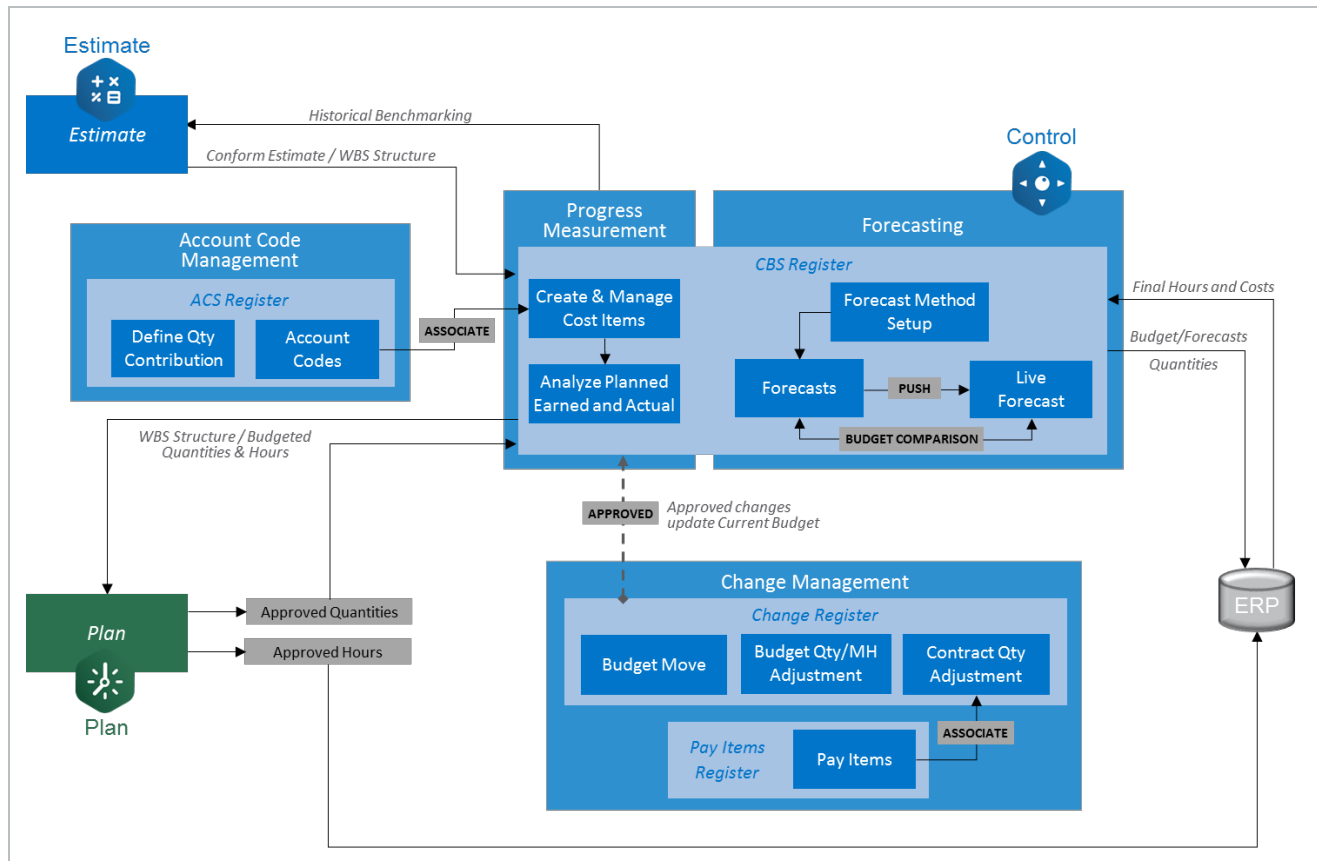 Estimate
Estimate
Historical Benchmarking
Conform Estimate / WBS Structure
Control
Progress
Measurement
Forecasting
Account Code
Management
CBS Register
ACS Register
Create & Manage
Cost Items
Forecast Method
Setup
Final Hours and Costs
Define Qty
Contribution
Account
Codes
ASSOCIATE
Budget/Forecasts
Quantities
Analyze Planned
Earned and Actual
Forecasts
PUSH
Live
Forecast
WBS Structure / Budgeted
Quantities & Hours
BUDGET COMPARISON
APPROVED
Approved changes
update Current Budget
Change Management
Plan
Approved Quantities
Approved Hours
Change Register
ERP
Budget Move
Budget Qty/MH
Adjustment
Contract Qty
Adjustment
Plan
ASSOCIATE
Pay Items
Register
Pay Items